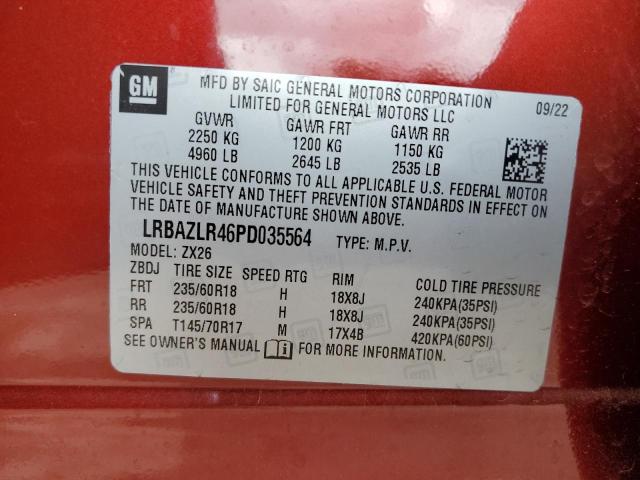 GM
MFD BY SAIC GENERAL MOTORS CORPORATION
LIMITED FOR GENERAL MOTORS LLC
09/22
GVWR GAWR FRT GAWR RR
2250 KG 1200 KG 1150 KG
4960 LB 2645 LB 2535 LB
THIS VEHICLE CONFORMS TO ALL APPLICABLE U.S. FEDERAL MOTOR
VEHICLE SAFETY AND THEFT PREVENTION STANDARDS IN EFFECT ON
THE DATE OF MANUFACTURE SHOWN ABOVE.
LRBAZLR46PD035564 TYPE: M.P.V.
MODEL: ZX26
ZBDJ TIRE SIZE SPEED RTG RIM COLD TIRE PRESSURE
FRT 235/60R18 H 18X8J 240KPA(35PSI)
RR 235/60R18 H 18X8J 240KPA(35PSI)
SPA T145/70R17 M 17X4B 420KPA(60PSI)
SEE OWNER'S MANUAL i FOR MORE INFORMATION.